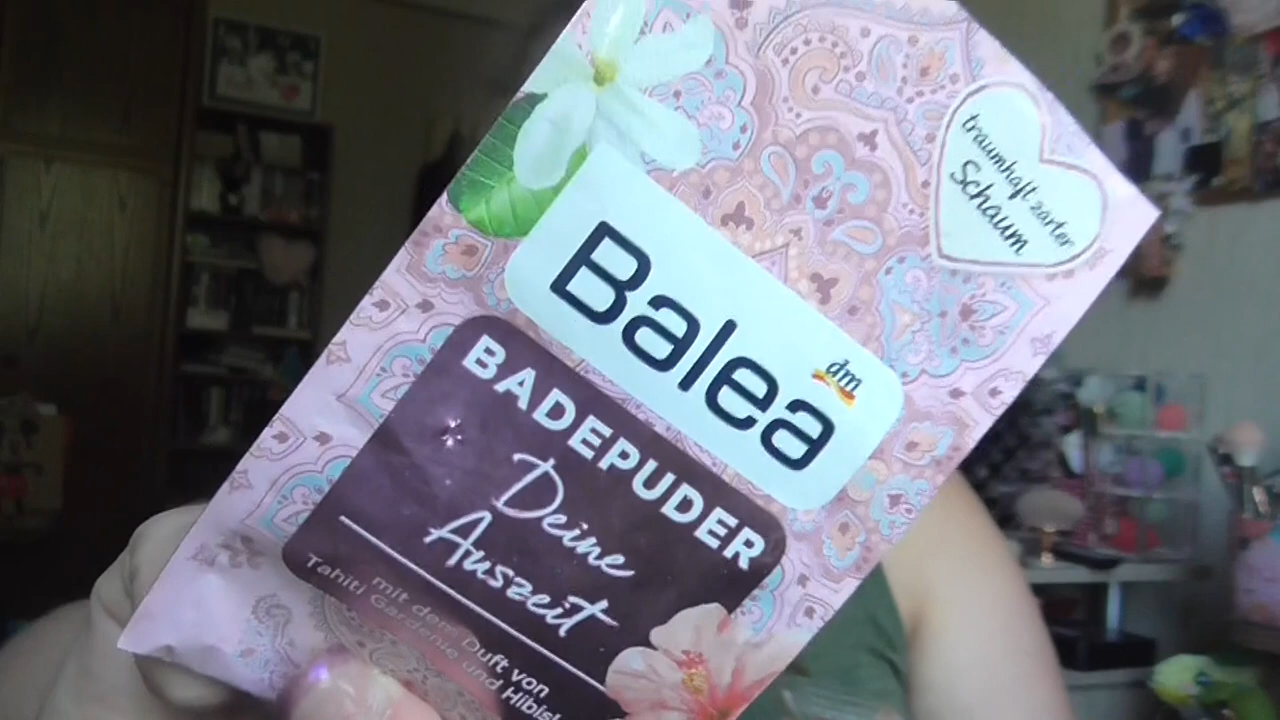 traumhaft zarter
Schaum
Balea
dm
BADEPUDER
Deine
Auszeit
mit dem Duft von
Tahiti Gardenie und